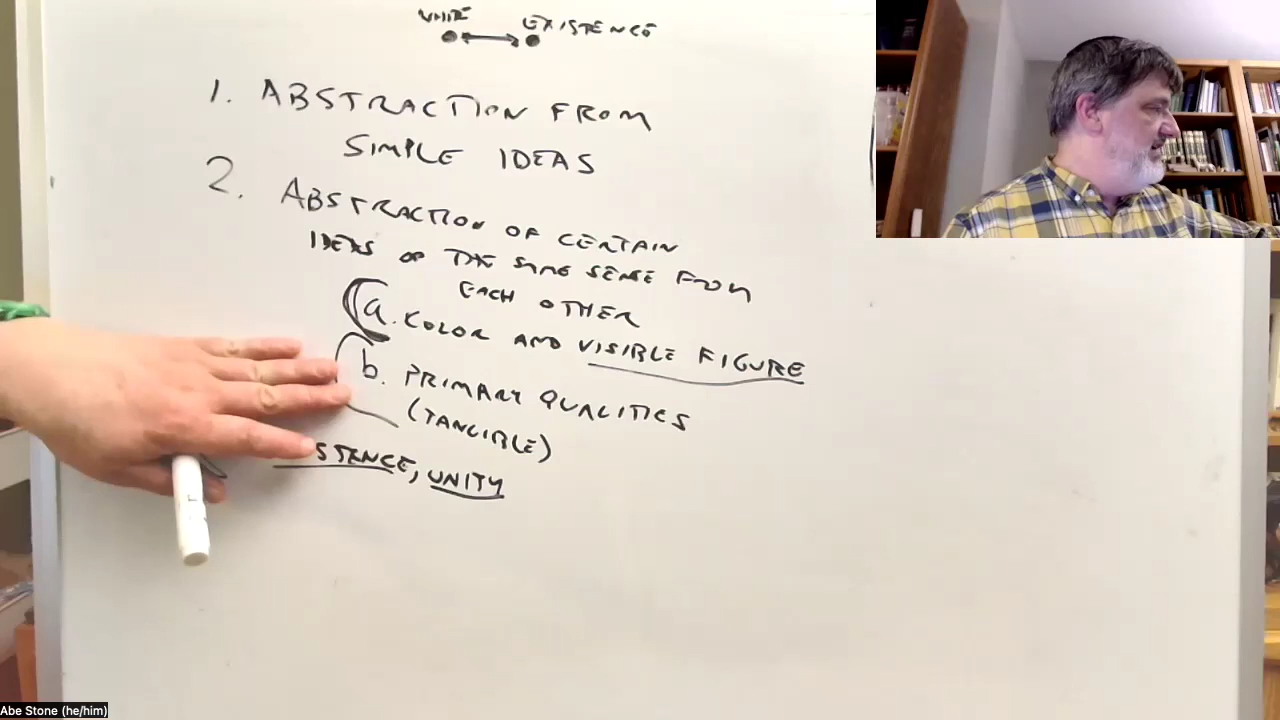 WHITE EXISTENCE
1. ABSTRACTION FROM
SIMPLE IDEAS
2. ABSTRACTION OF CERTAIN
IDEAS OF THE SAME SENSE FROM
EACH OTHER
a. COLOR AND VISIBLE FIGURE
b. PRIMARY QUALITIES
(TANGIBLE)
STENCE, UNITY
Abe Stone (he/him)